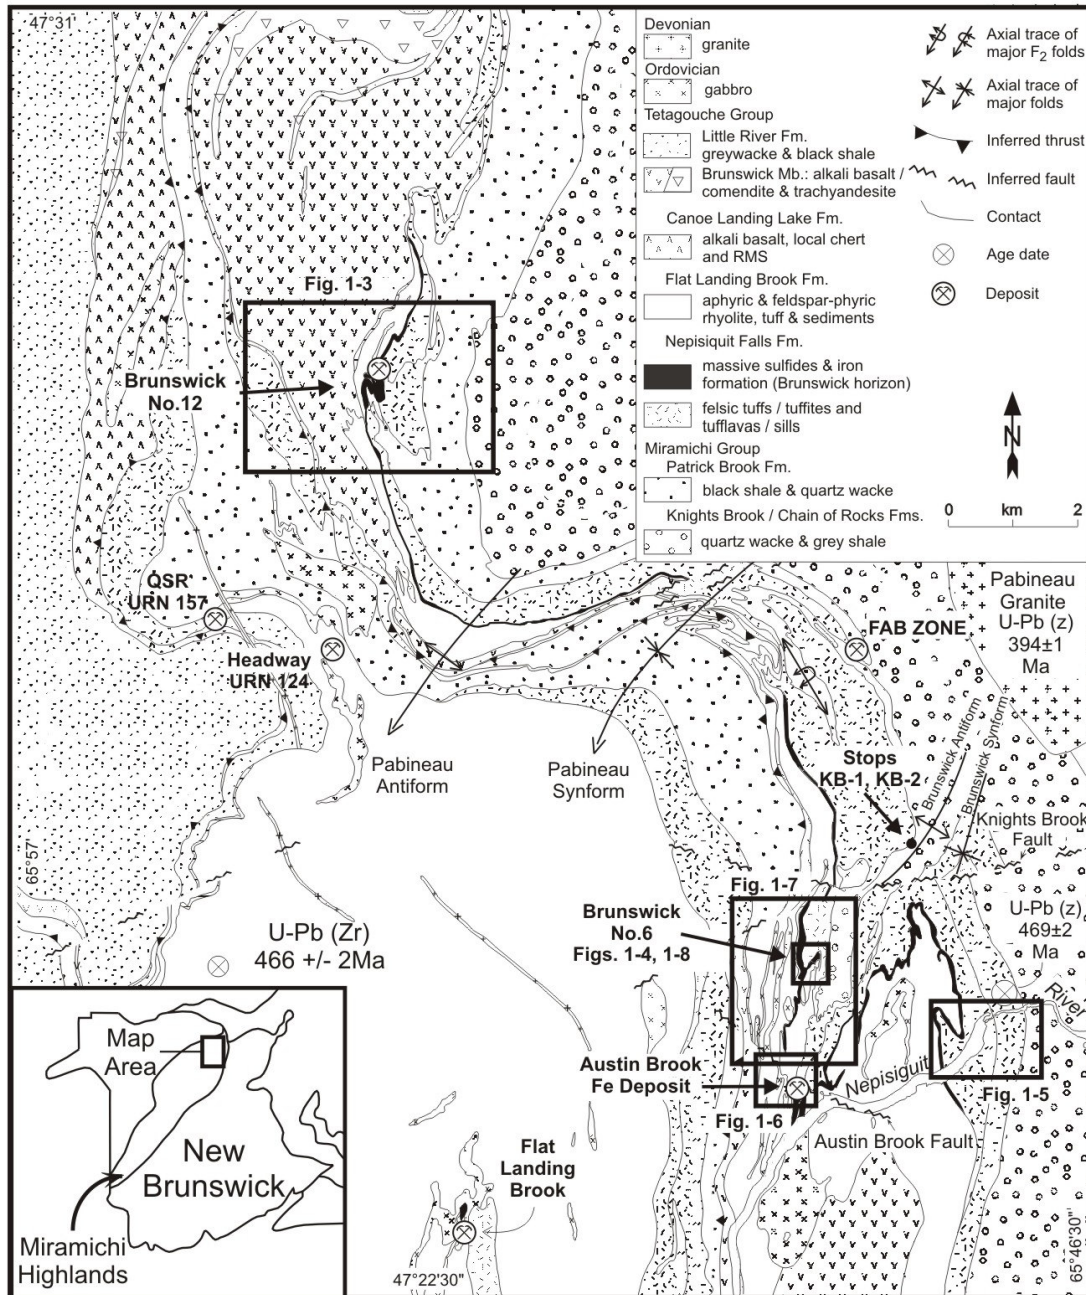 47°31'
Devonian
granite
Ordovician
gabbro
Tetagouche Group
Little River Fm.
greywacke & black shale
Brunswick Mb.: alkali basalt /
comendite & trachyandesite
Canoe Landing Lake Fm.
alkali basalt, local chert
and RMS
Flat Landing Brook Fm.
aphyric & feldspar-phyric
rhyolite, tuff & sediments
Nepisiquit Falls Fm.
massive sulfides & iron
formation (Brunswick horizon)
felsic tuffs / tuffites and
tufflavas / sills
Miramichi Group
Patrick Brook Fm.
black shale & quartz wacke
Knights Brook / Chain of Rocks Fms.
quartz wacke & grey shale
Axial trace of
major F2 folds
Axial trace of
major folds
Inferred thrust
Inferred fault
Contact
Age date
Deposit
N
0 km 2
Fig. 1-3
Brunswick
No.12
QSR
URN 157
Headway
URN 124
Pabineau
Antiform
Pabineau
Synform
FAB ZONE
Pabineau
Granite
U-Pb (z)
394±1
Ma
Stops
KB-1, KB-2
Brunswick Antiform
Brunswick Synform
Knights Brook
Fault
65°57'
U-Pb (Zr)
466 +/- 2Ma
Fig. 1-7
Brunswick
No.6
Figs. 1-4, 1-8
U-Pb (z)
469±2
Ma
River
Nepisiguit
Austin Brook
Fe Deposit
Fig. 1-6
Fig. 1-5
Austin Brook Fault
Flat
Landing
Brook
47°22'30"
65°46'30"
Map
Area
New
Brunswick
Miramichi
Highlands